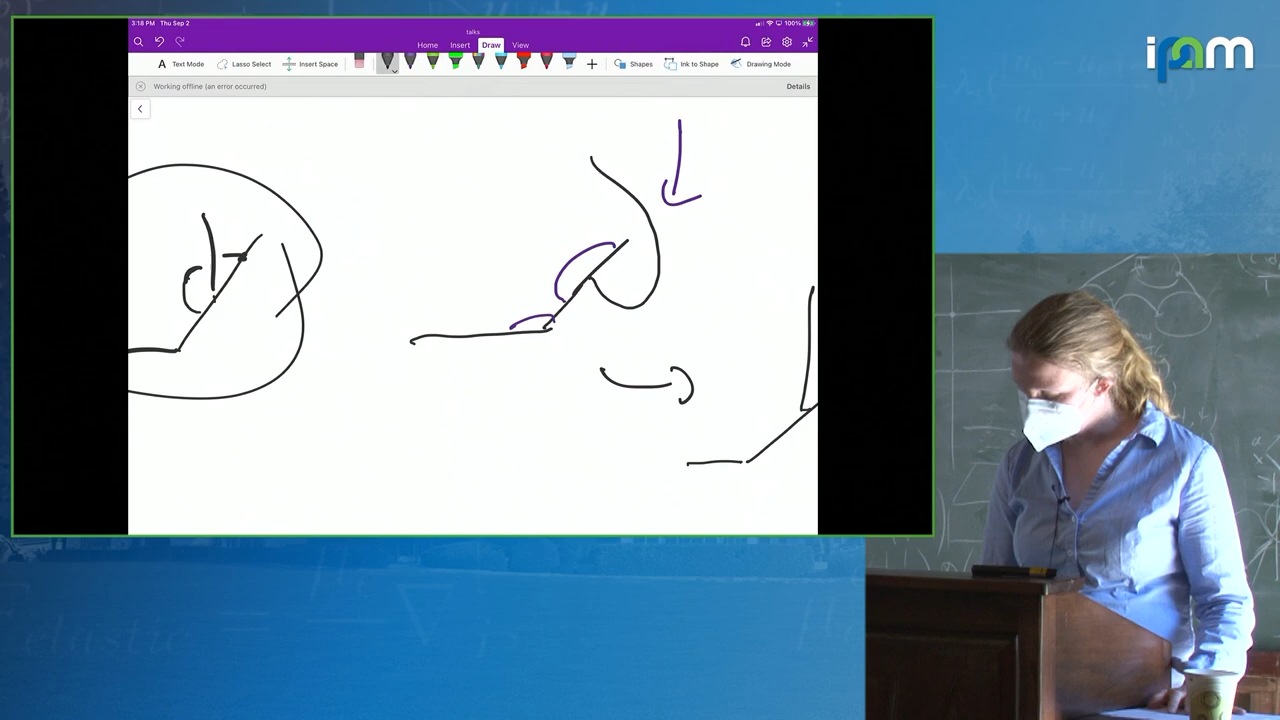 3:18 PM Thu Sep 2
100%
talks
Home Insert Draw View
Text Mode Lasso Select Insert Space Shapes Ink to Shape Drawing Mode
Working offline (an error occurred)
Details
ipam
elastic